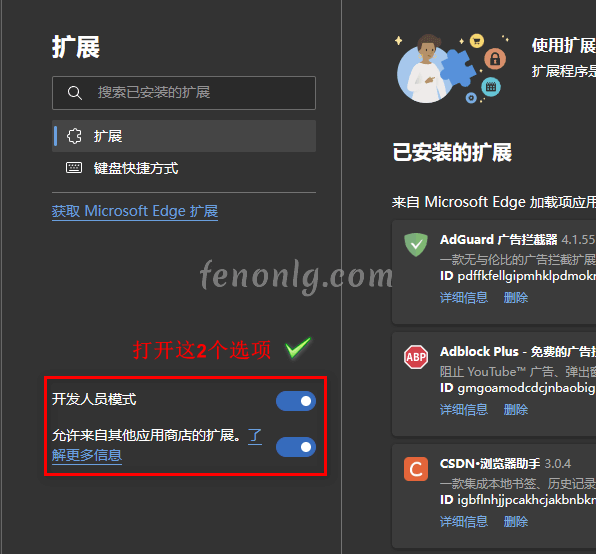 扩展
搜索已安装的扩展
扩展
键盘快捷方式
获取 Microsoft Edge 扩展
fenonlg.com
打开这2个选项
开发人员模式
允许来自其他应用商店的扩展。了
解更多信息
使用扩展
扩展程序是
已安装的扩展
来自 Microsoft Edge 加载项应用
AdGuard 广告拦截器 4.1.55
一款无与伦比的广告拦截扩展
ID pdffkfellgipmhklpdmokr
详细信息 删除
Adblock Plus - 免费的广告拦
阻止 YouTube™ 广告、弹出窗
ID gmgoamodcdcjnbaobig
详细信息 删除
CSDN·浏览器助手 3.0.4
一款集成本地书签、历史记录
ID igbflnhjjpcakhcjakbnbkn
详细信息 删除
ABP
C